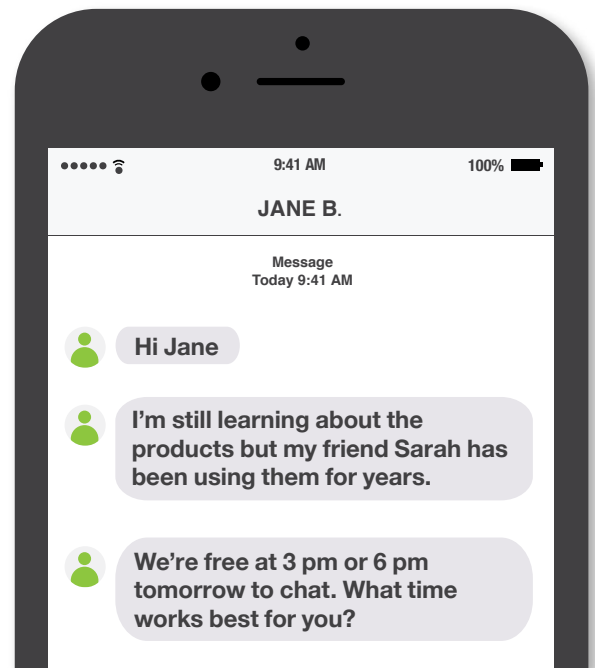 9:41 AM
100%
JANE B.
Message
Today 9:41 AM
Hi Jane
I’m still learning about the
products but my friend Sarah has
been using them for years.
We’re free at 3 pm or 6 pm
tomorrow to chat. What time
works best for you?